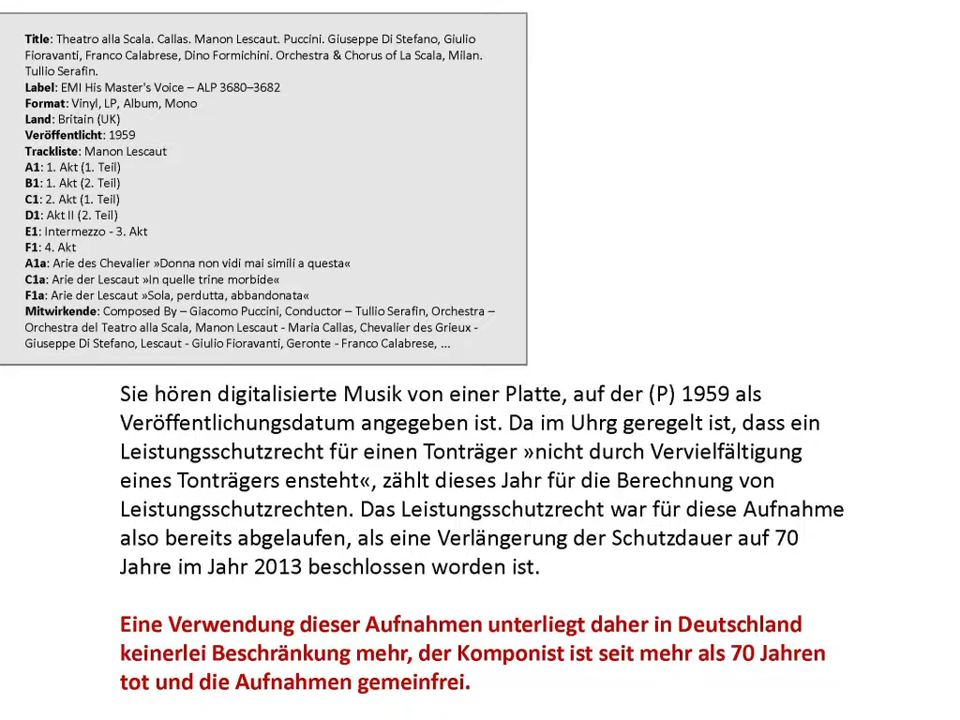 Title: Theatro alla Scala. Callas. Manon Lescaut. Puccini. Giuseppe Di Stefano, Giulio
Fioravanti, Franco Calabrese, Dino Formichini. Orchestra & Chorus of La Scala, Milan.
Tullio Serafin.
Label: EMI His Master's Voice – ALP 3680–3682
Format: Vinyl, LP, Album, Mono
Land: Britain (UK)
Veröffentlicht: 1959
Trackliste: Manon Lescaut
A1: 1. Akt (1. Teil)
B1: 1. Akt (2. Teil)
C1: 2. Akt (1. Teil)
D1: Akt II (2. Teil)
E1: Intermezzo - 3. Akt
F1: 4. Akt
A1a: Arie des Chevalier »Donna non vidi mai simili a questa«
C1a: Arie der Lescaut »In quelle trine morbide«
F1a: Arie der Lescaut »Sola, perdutta, abbandonata«
Mitwirkende: Composed By – Giacomo Puccini, Conductor – Tullio Serafin, Orchestra –
Orchestra del Teatro alla Scala, Manon Lescaut - Maria Callas, Chevalier des Grieux -
Giuseppe Di Stefano, Lescaut - Giulio Fioravanti, Geronte - Franco Calabrese, ...
Sie hören digitalisierte Musik von einer Platte, auf der (P) 1959 als
Veröffentlichungsdatum angegeben ist. Da im Uhrg geregelt ist, dass ein
Leistungsschutzrecht für einen Tonträger »nicht durch Vervielfältigung
eines Tonträgers ensteht«, zählt dieses Jahr für die Berechnung von
Leistungsschutzrechten. Das Leistungsschutzrecht war für diese Aufnahme
also bereits abgelaufen, als eine Verlängerung der Schutzdauer auf 70
Jahre im Jahr 2013 beschlossen worden ist.
Eine Verwendung dieser Aufnahmen unterliegt daher in Deutschland
keinerlei Beschränkung mehr, der Komponist ist seit mehr als 70 Jahren
tot und die Aufnahmen gemeinfrei.